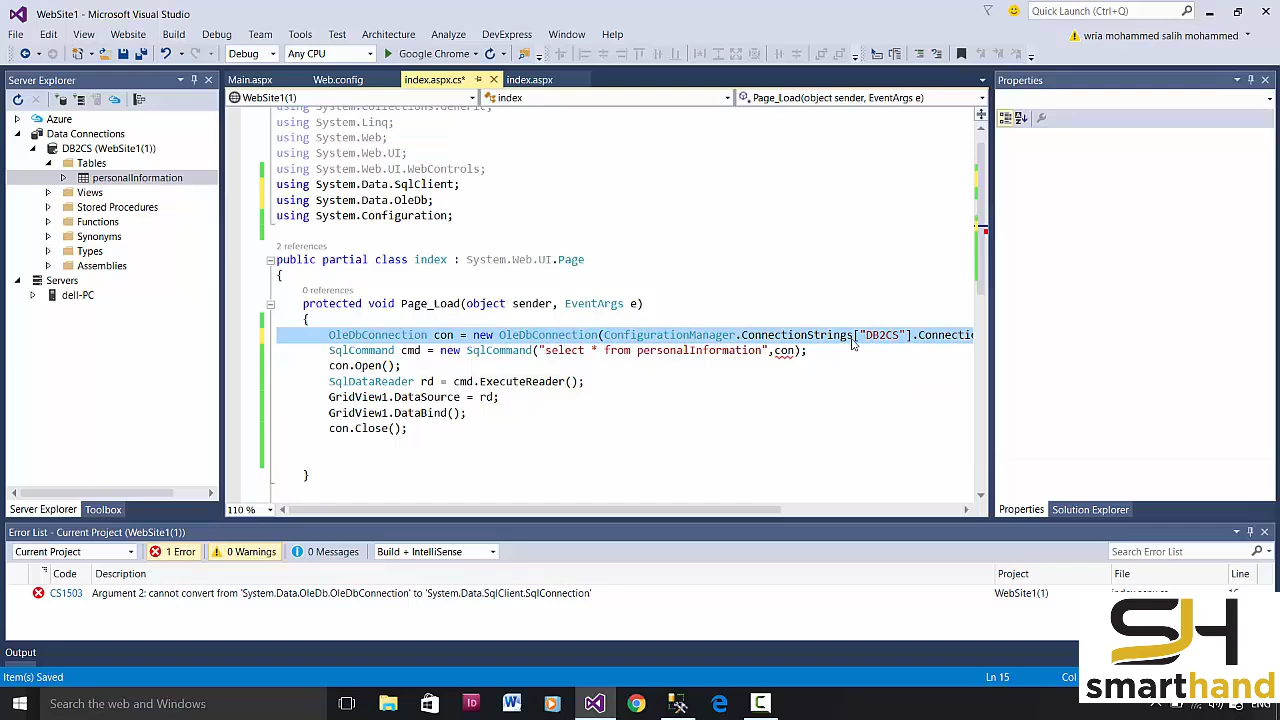 WebSite1 - Microsoft Visual Studio
Quick Launch (Ctrl+Q)
File Edit View Website Build Debug Team Tools Test Architecture Analyze DevExpress Window Help
wria mohammed salih mohammed
Debug Any CPU Google Chrome
Server Explorer
Main.aspx Web.config index.aspx.cs* index.aspx
Properties
WebSite1(1) index Page_Load(object sender, EventArgs e)
Azure
Data Connections
DB2CS (WebSite1(1))
Tables
personalInformation
Views
Stored Procedures
Functions
Synonyms
Types
Assemblies
Servers
dell-PC
using System.Collections.Generic;
using System.Linq;
using System.Web;
using System.Web.UI;
using System.Web.UI.WebControls;
using System.Data.SqlClient;
using System.Data.OleDb;
using System.Configuration;
2 references
public partial class index : System.Web.UI.Page
{
0 references
protected void Page_Load(object sender, EventArgs e)
{
OleDbConnection con = new OleDbConnection(ConfigurationManager.ConnectionStrings["DB2CS"].Connectio
SqlCommand cmd = new SqlCommand("select * from personalInformation",con);
con.Open();
SqlDataReader rd = cmd.ExecuteReader();
GridView1.DataSource = rd;
GridView1.DataBind();
con.Close();
}
110 %
Server Explorer Toolbox
Properties Solution Explorer
Error List - Current Project (WebSite1(1))
Current Project 1 Error 0 Warnings 0 Messages Build + IntelliSense
Search Error List
Code Description Project File Line
CS1503 Argument 2: cannot convert from 'System.Data.OleDb.OleDbConnection' to 'System.Data.SqlClient.SqlConnection' WebSite1(1)
Output
Item(s) Saved Ln 15 Col
Search the Web and Windows
ENG
SH
smarthand